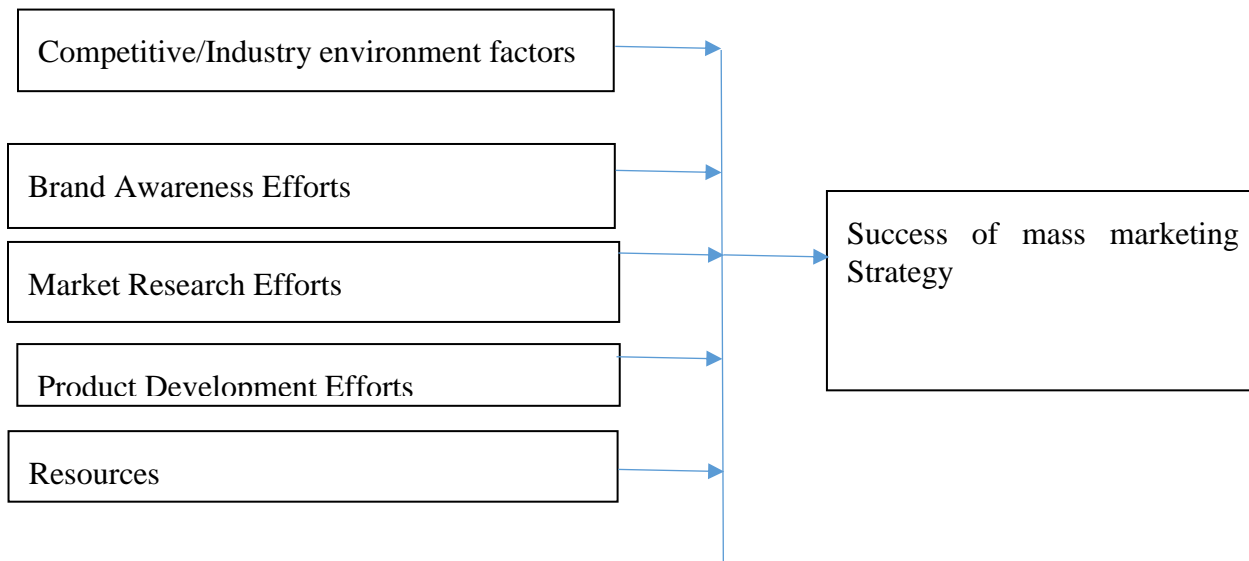 Competitive/Industry environment factors
Brand Awareness Efforts
Market Research Efforts
Product Development Efforts
Resources
Success of mass marketing
Strategy